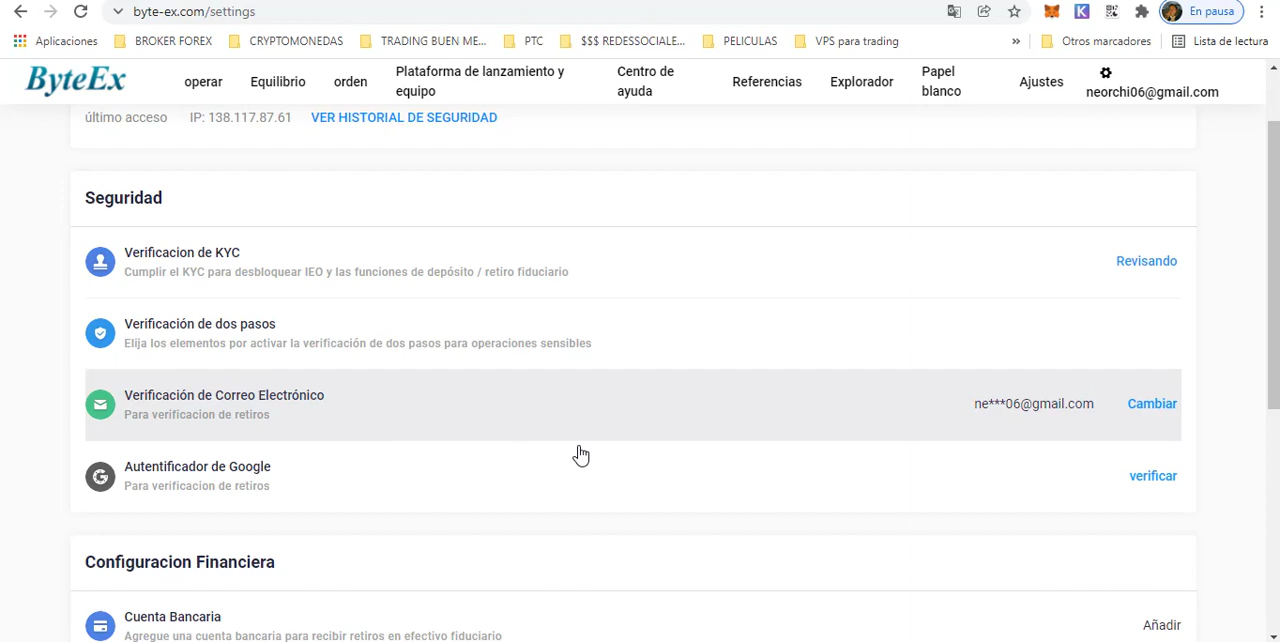 byte-ex.com/settings
En pausa
Aplicaciones BROKER FOREX CRYPTOMONEDAS TRADING BUEN ME... PTC $$$ REDESSOCIALE... PELICULAS VPS para trading » Otros marcadores Lista de lectura
ByteEx
operar Equilibrio orden Plataforma de lanzamiento y equipo Centro de ayuda Referencias Explorador Papel blanco Ajustes
neorchi06@gmail.com
último acceso IP: 138.117.87.61 VER HISTORIAL DE SEGURIDAD
Seguridad
Verificacion de KYC
Cumplir el KYC para desbloquear IEO y las funciones de depósito / retiro fiduciario
Revisando
Verificación de dos pasos
Elija los elementos por activar la verificación de dos pasos para operaciones sensibles
Verificación de Correo Electrónico
Para verificacion de retiros
ne***06@gmail.com Cambiar
Autentificador de Google
Para verificacion de retiros
verificar
Configuracion Financiera
Cuenta Bancaria
Agregue una cuenta bancaria para recibir retiros en efectivo fiduciario
Añadir